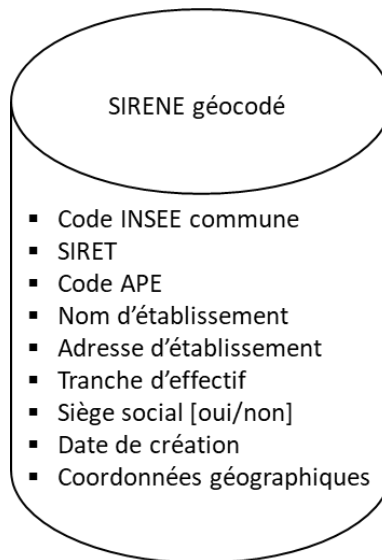 SIRENE géocodé
▪ Code INSEE commune
▪ SIRET
▪ Code APE
▪ Nom d’établissement
▪ Adresse d’établissement
▪ Tranche d’effectif
▪ Siège social [oui/non]
▪ Date de création
▪ Coordonnées géographiques